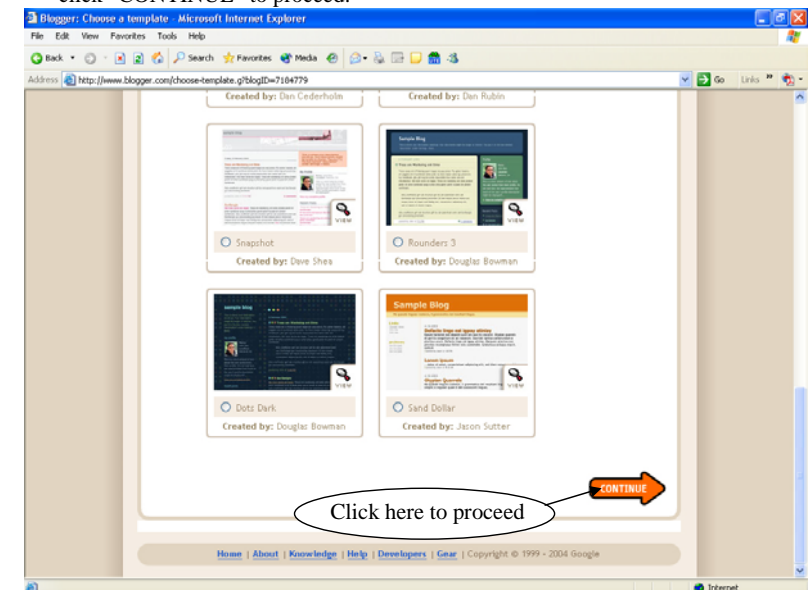 click "CONTINUE" to proceed.
Blogger: Choose a template - Microsoft Internet Explorer
File Edit View Favorites Tools Help
Back Search Favorites Media
Address http://www.blogger.com/choose-template.g?blogID=7184779 Go Links »
Created by: Dan Cederholm Created by: Dan Rubin
Sample Blog
VIEW VIEW
Snapshot Rounders 3
Created by: Dave Shea Created by: Douglas Bowman
sample blog Sample Blog
VIEW VIEW
Dots Dark Sand Dollar
Created by: Douglas Bowman Created by: Jason Sutter
CONTINUE
Click here to proceed
Home | About | Knowledge | Help | Developers | Gear | Copyright © 1999 - 2004 Google
Internet